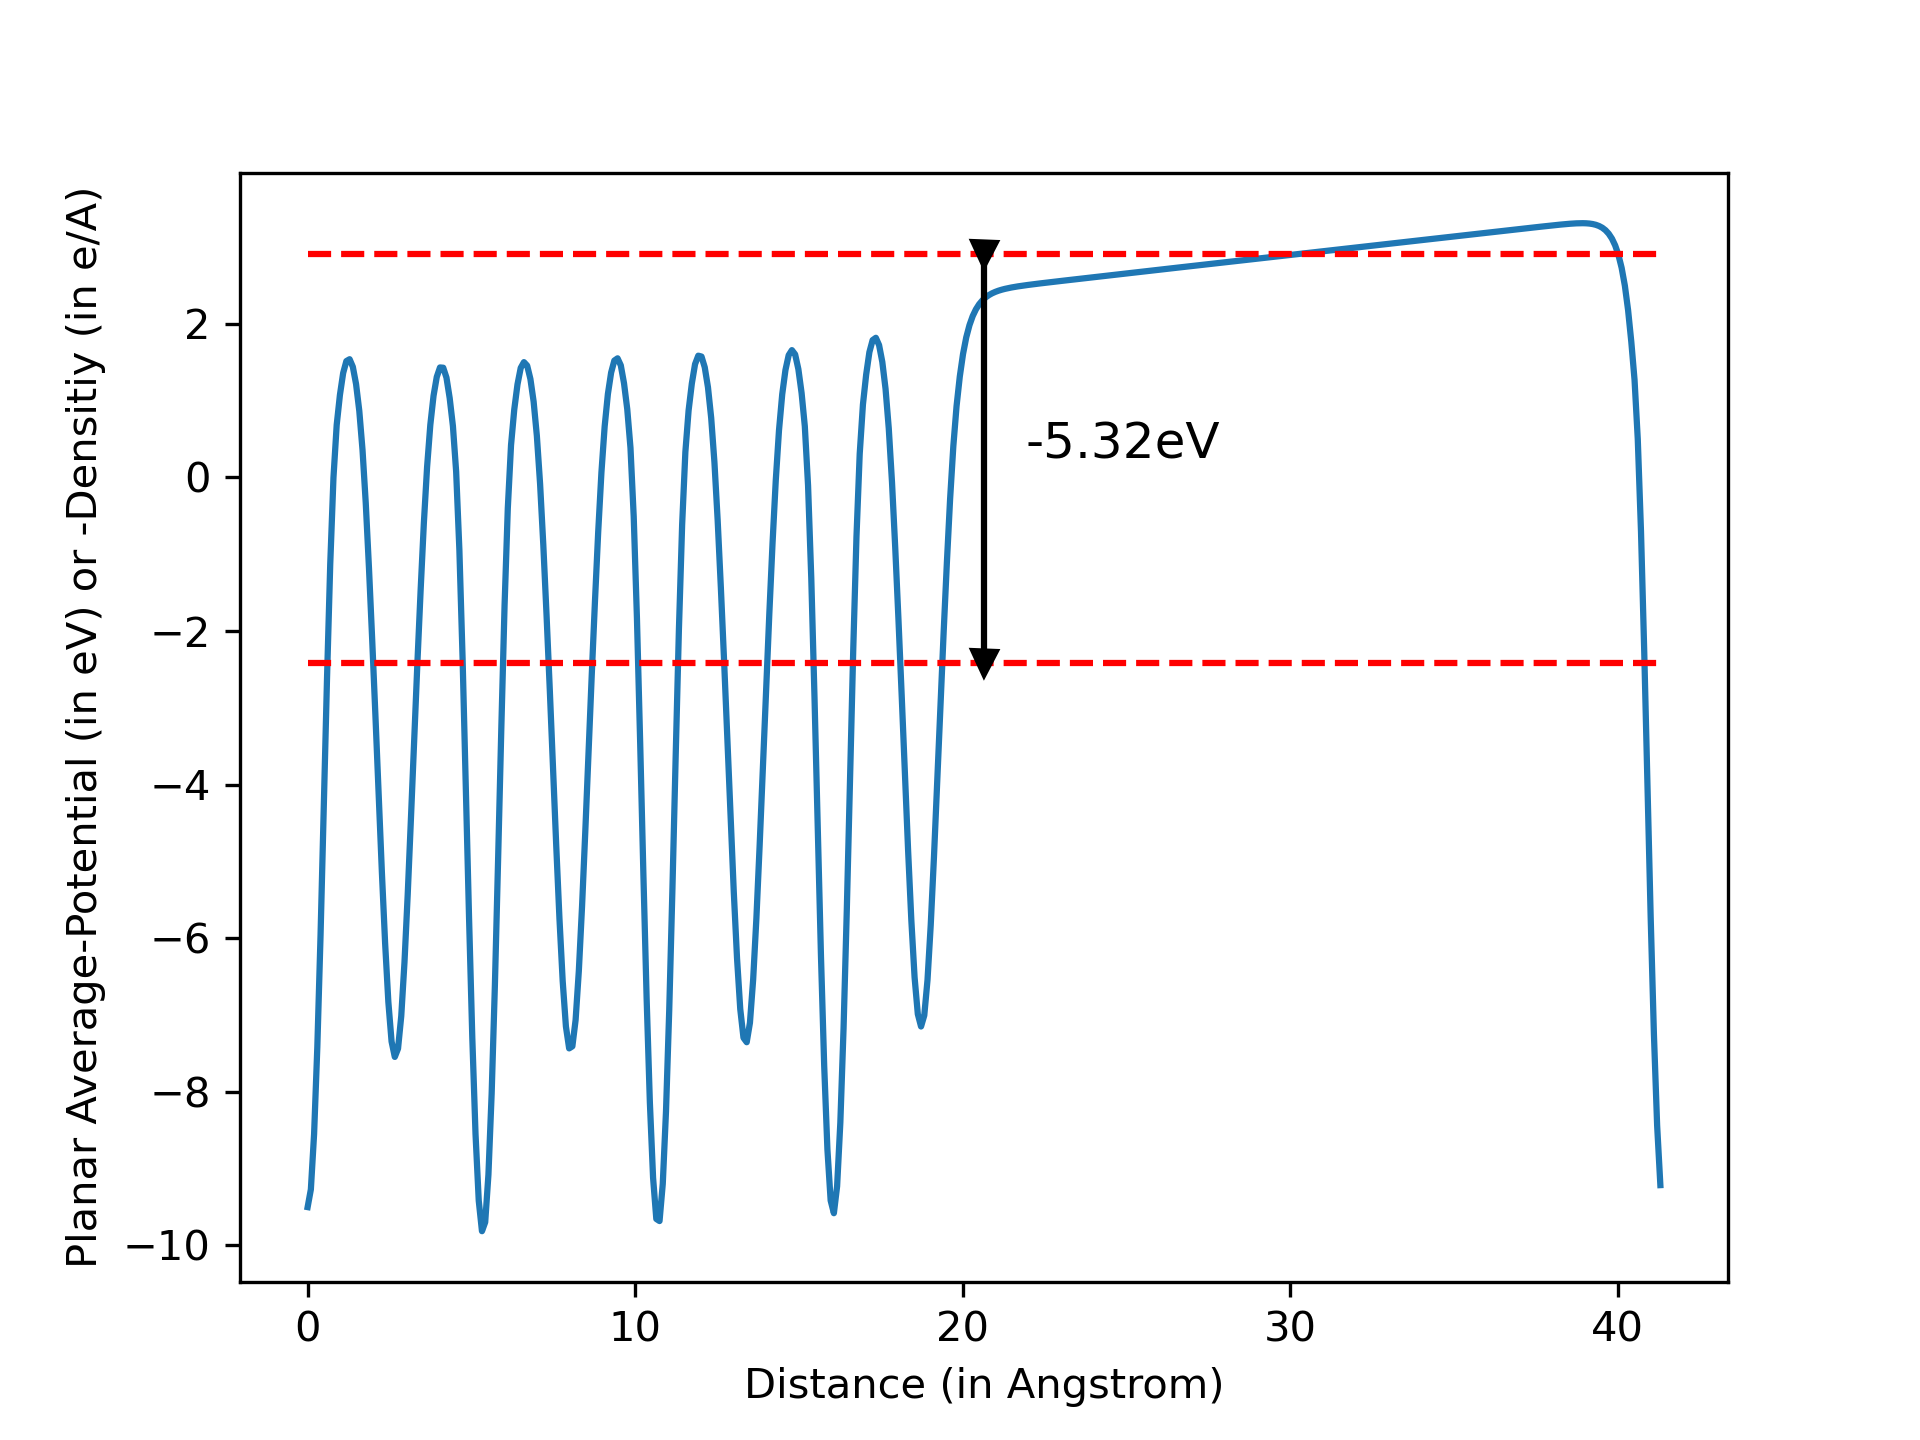 Planar Average-Potential (in eV) or -Densitiy (in e/A)
2
0
−2
−4
−6
−8
−10
-5.32eV
0 10 20 30 40
Distance (in Angstrom)